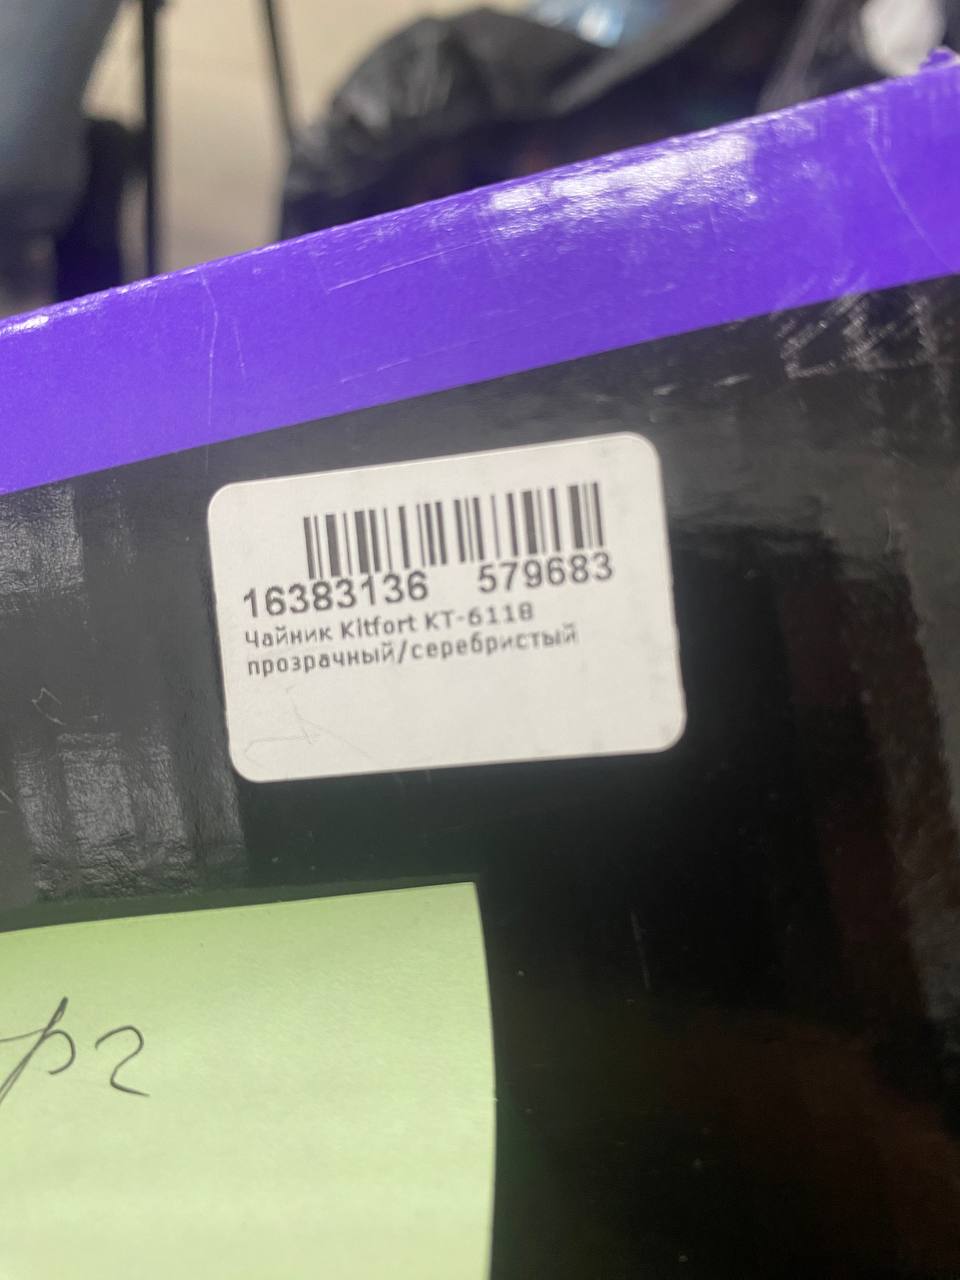 16383136 579683
Чайник Kitfort KT-6118
прозрачный/серебристый